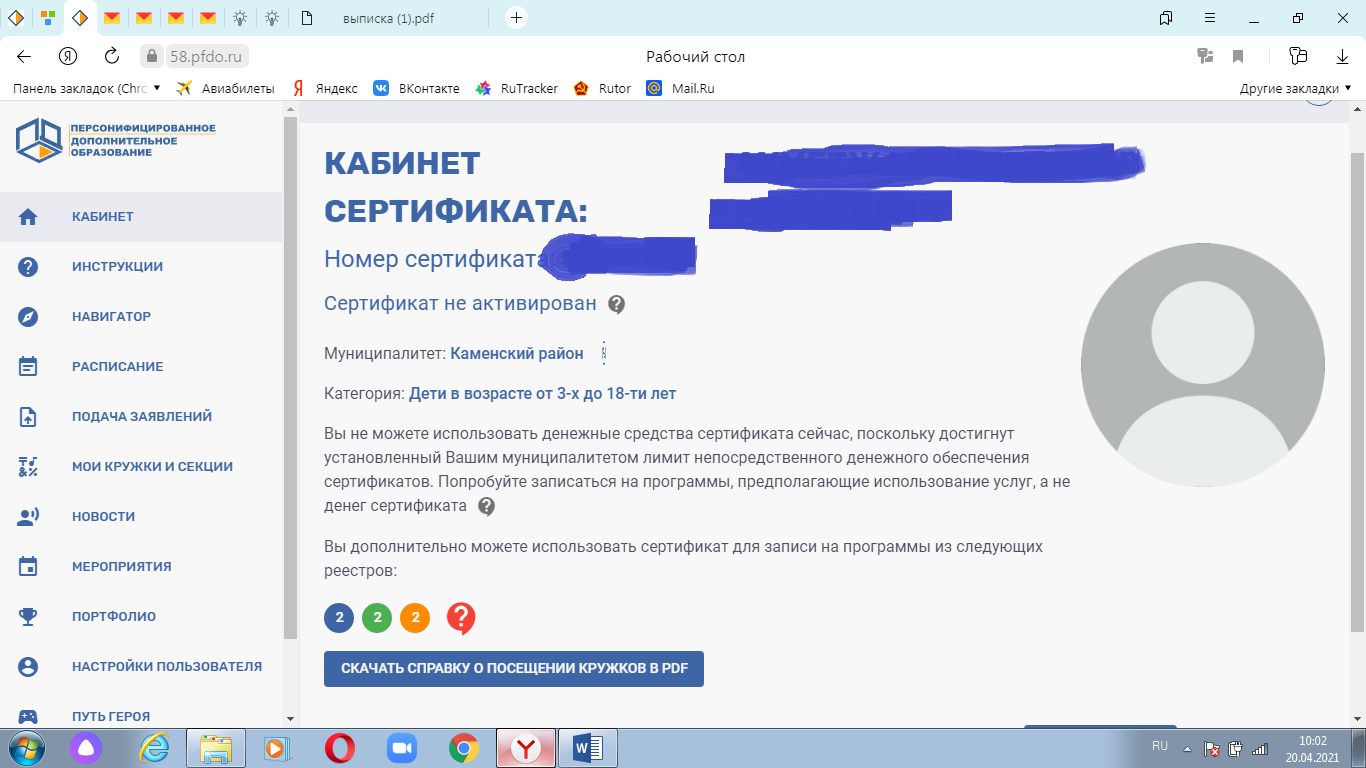 выписка (1).pdf
58.pfdo.ru
Рабочий стол
Панель закладок (Chrc
Авиабилеты
Яндекс
ВКонтакте
RuTracker
Rutor
Mail.Ru
Другие закладки
ПЕРСОНИФИЦИРОВАННОЕ
ДОПОЛНИТЕЛЬНОЕ
ОБРАЗОВАНИЕ
КАБИНЕТ
ИНСТРУКЦИИ
НАВИГАТОР
РАСПИСАНИЕ
ПОДАЧА ЗАЯВЛЕНИЙ
МОИ КРУЖКИ И СЕКЦИИ
НОВОСТИ
МЕРОПРИЯТИЯ
ПОРТФОЛИО
НАСТРОЙКИ ПОЛЬЗОВАТЕЛЯ
ПУТЬ ГЕРОЯ
КАБИНЕТ
СЕРТИФИКАТА:
Номер сертификата
Сертификат не активирован ?
Муниципалитет: Каменский район
Категория: Дети в возрасте от 3-х до 18-ти лет
Вы не можете использовать денежные средства сертификата сейчас, поскольку достигнут
установленный Вашим муниципалитетом лимит непосредственного денежного обеспечения
сертификатов. Попробуйте записаться на программы, предполагающие использование услуг, а не
денег сертификата ?
Вы дополнительно можете использовать сертификат для записи на программы из следующих
реестров:
2 2 2 ?
СКАЧАТЬ СПРАВКУ О ПОСЕЩЕНИИ КРУЖКОВ В PDF
RU
10:02
20.04.2021